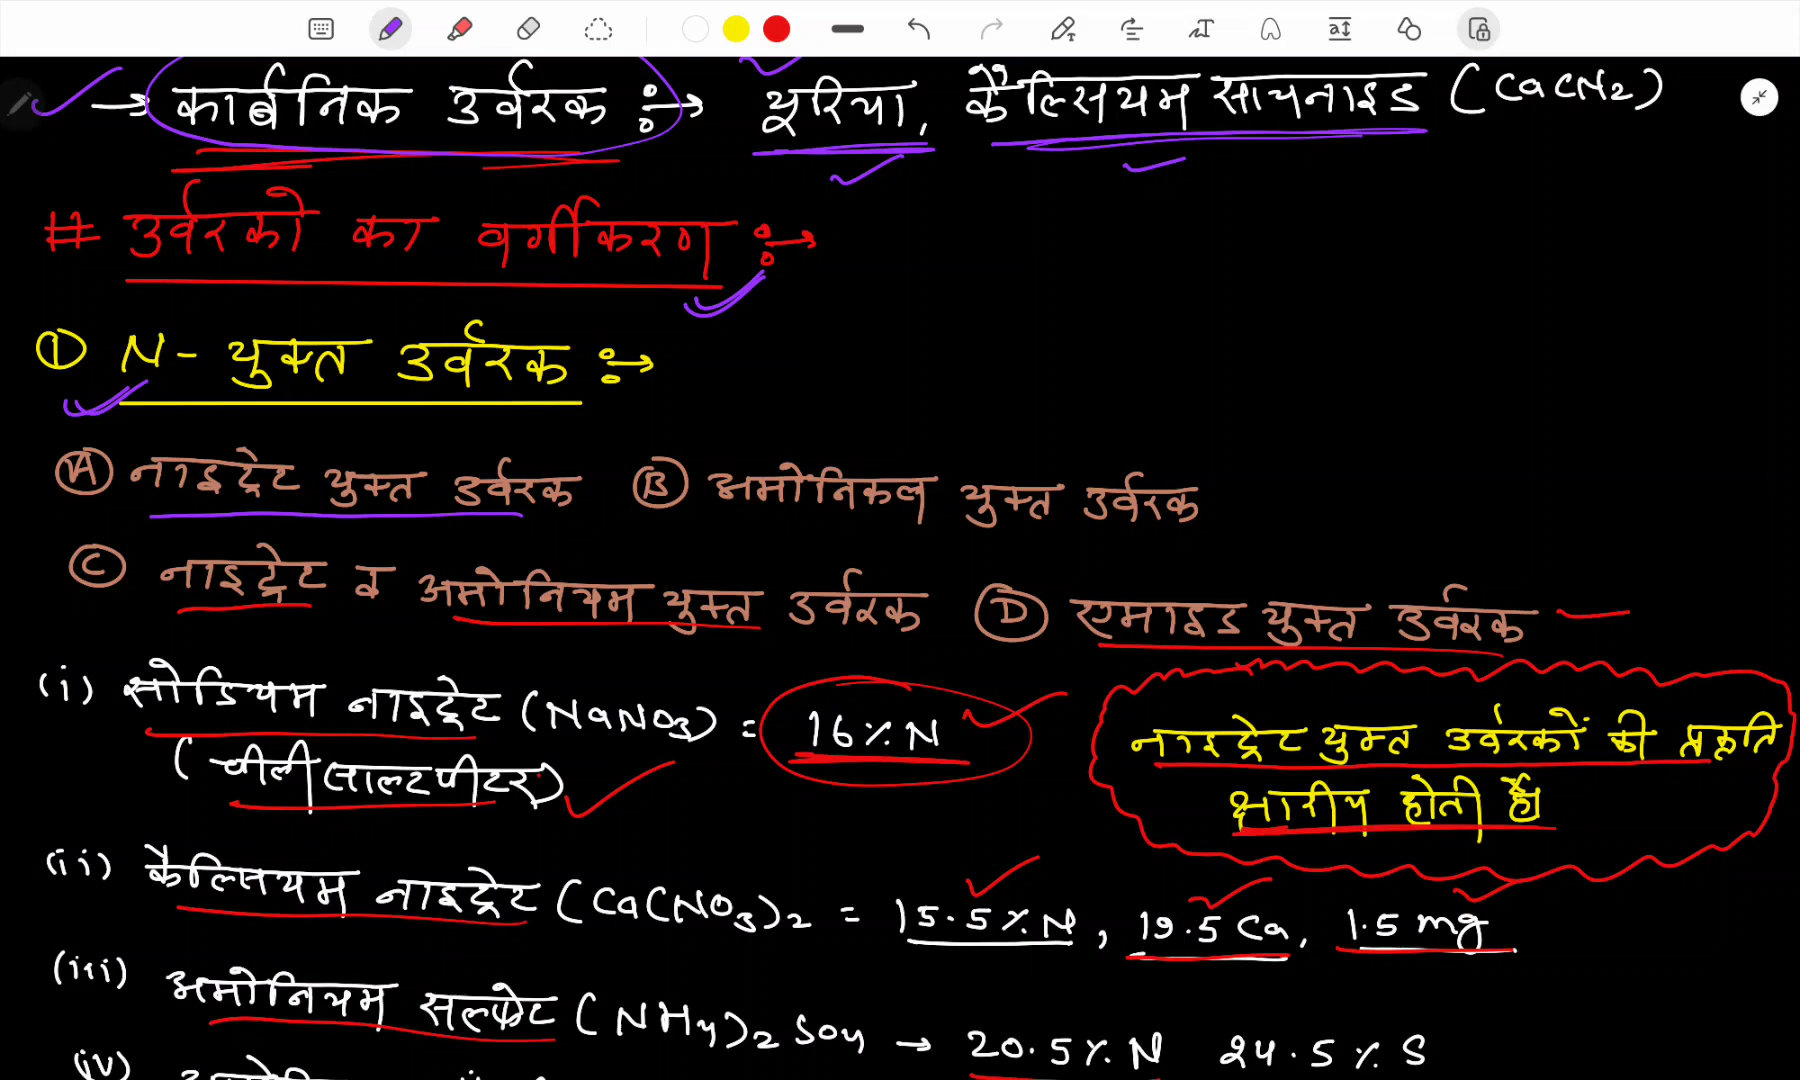 → कार्बनिक उर्वरक :→ यूरिया, कैल्सियम सायनाइड (CaCN2)
# उर्वरको का वर्गीकरण :→
① N- युक्त उर्वरक :→
Ⓐ नाइट्रेट युक्त उर्वरक Ⓑ अमोनिकल युक्त उर्वरक
Ⓒ नाइट्रेट व अमोनियम युक्त उर्वरक Ⓓ एमाइड युक्त उर्वरक
(i) सोडियम नाइट्रेट (NaNO3) = 16% N
(चीली साल्टपीटर)
नाइट्रेट युक्त उर्वरकों की प्रकृति
क्षारीय होती है।
(ii) कैल्सियम नाइट्रेट (Ca(NO3)2 = 15.5% N, 19.5 Ca, 1.5 mg
(iii) अमोनियम सल्फेट (NH4)2 SO4 → 20.5% N 24.5% S
(iv)